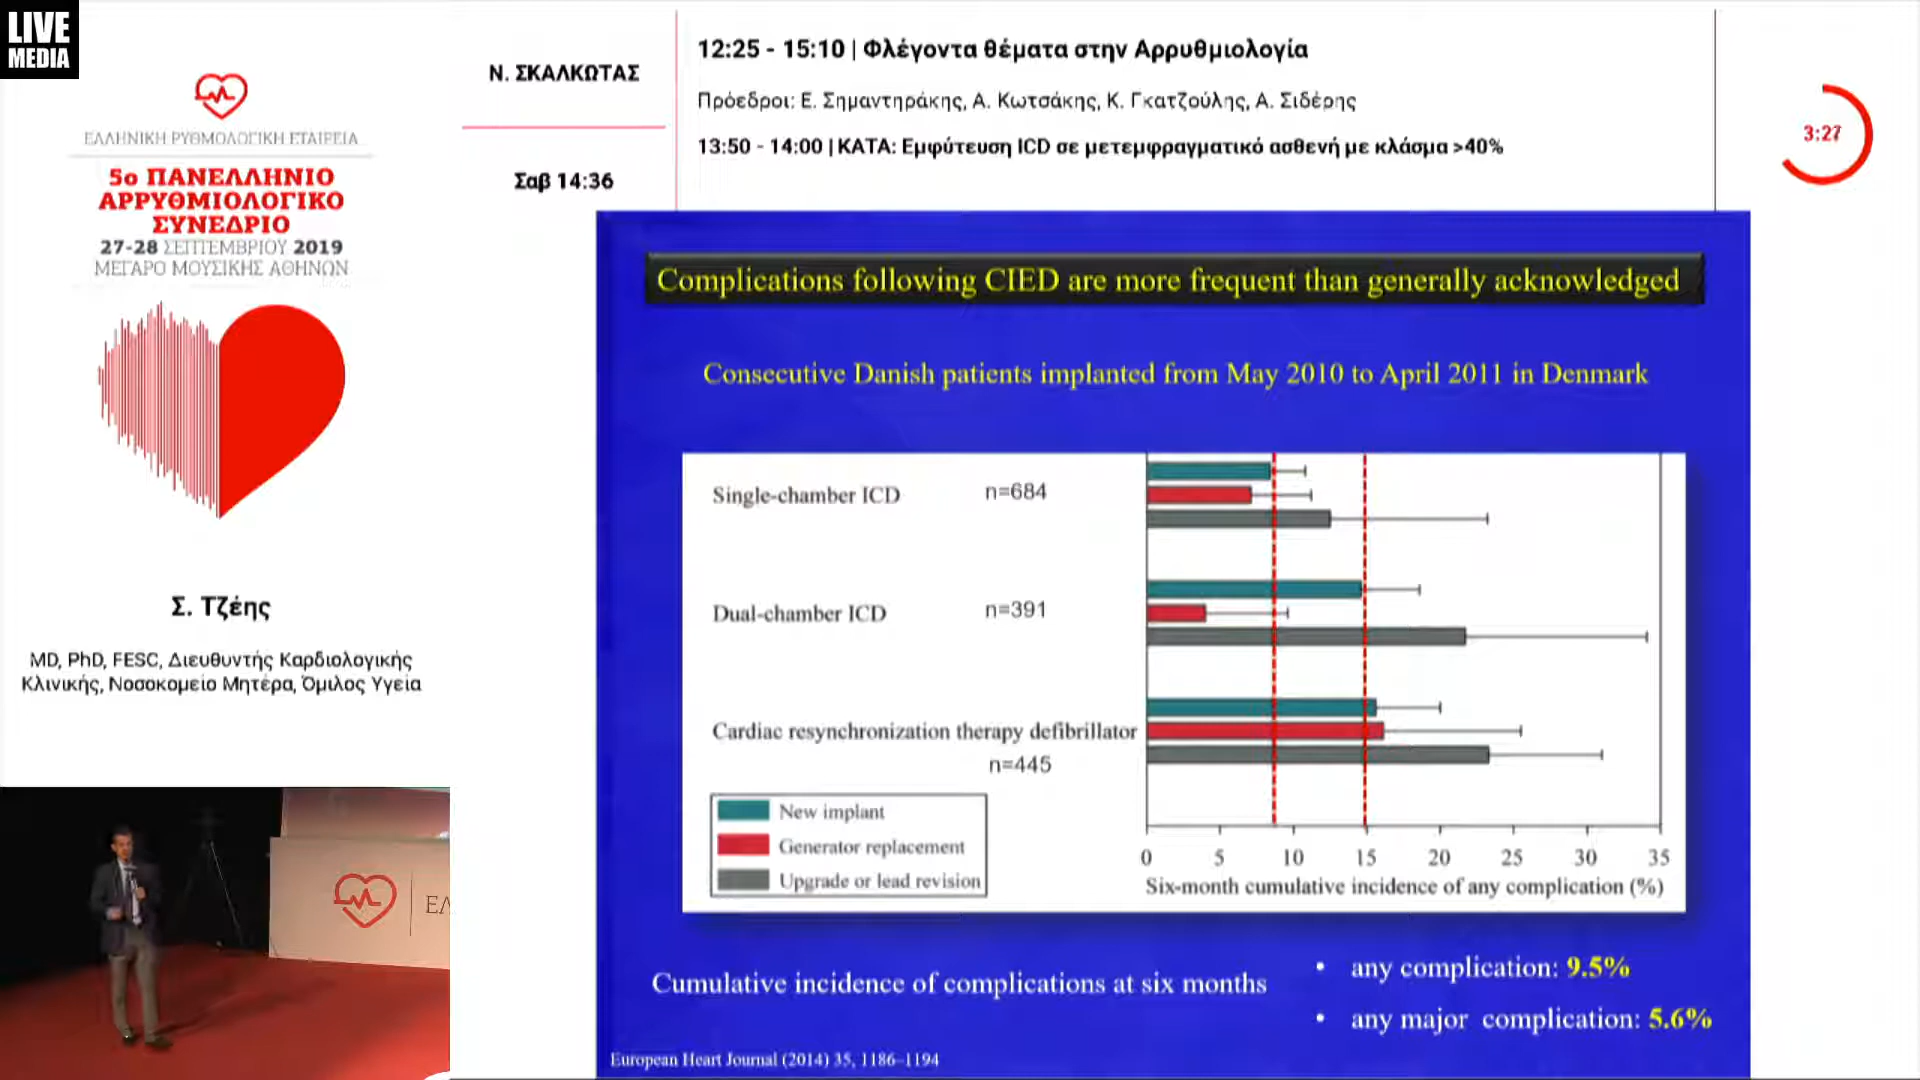 LIVE
MEDIA
ΕΛΛΗΝΙΚΗ ΡΥΘΜΟΛΟΓΙΚΗ ΕΤΑΙΡΕΙΑ
5ο ΠΑΝΕΛΛΗΝΙΟ
ΑΡΡΥΘΜΙΟΛΟΓΙΚΟ
ΣΥΝΕΔΡΙΟ
27-28 ΣΕΠΤΕΜΒΡΙΟΥ 2019
ΜΕΓΑΡΟ ΜΟΥΣΙΚΗΣ ΑΘΗΝΩΝ
Σ. Τζέης
MD, PhD, FESC, Διευθυντής Καρδιολογικής
Κλινικής, Νοσοκομείο Μητέρα, Όμιλος Υγεία
Ν. ΣΚΑΛΚΩΤΑΣ
Σαβ 14:36
12:25 - 15:10 | Φλέγοντα θέματα στην Αρρυθμιολογία
Πρόεδροι: Ε. Σημαντηράκης, Α. Κωτσάκης, Κ. Γκατζούλης, Α. Σιδέρης
13:50 - 14:00 | ΚΑΤΑ: Εμφύτευση ICD σε μετεμφραγματικό ασθενή με κλάσμα >40%
3:27
Complications following CIED are more frequent than generally acknowledged
Consecutive Danish patients implanted from May 2010 to April 2011 in Denmark
Single-chamber ICD n=684
Dual-chamber ICD n=391
Cardiac resynchronization therapy defibrillator
n=445
New implant
Generator replacement
Upgrade or lead revision
0 5 10 15 20 25 30 35
Six-month cumulative incidence of any complication (%)
Cumulative incidence of complications at six months
• any complication: 9.5%
• any major complication: 5.6%
European Heart Journal (2014) 35, 1186–1194
ΕΛ